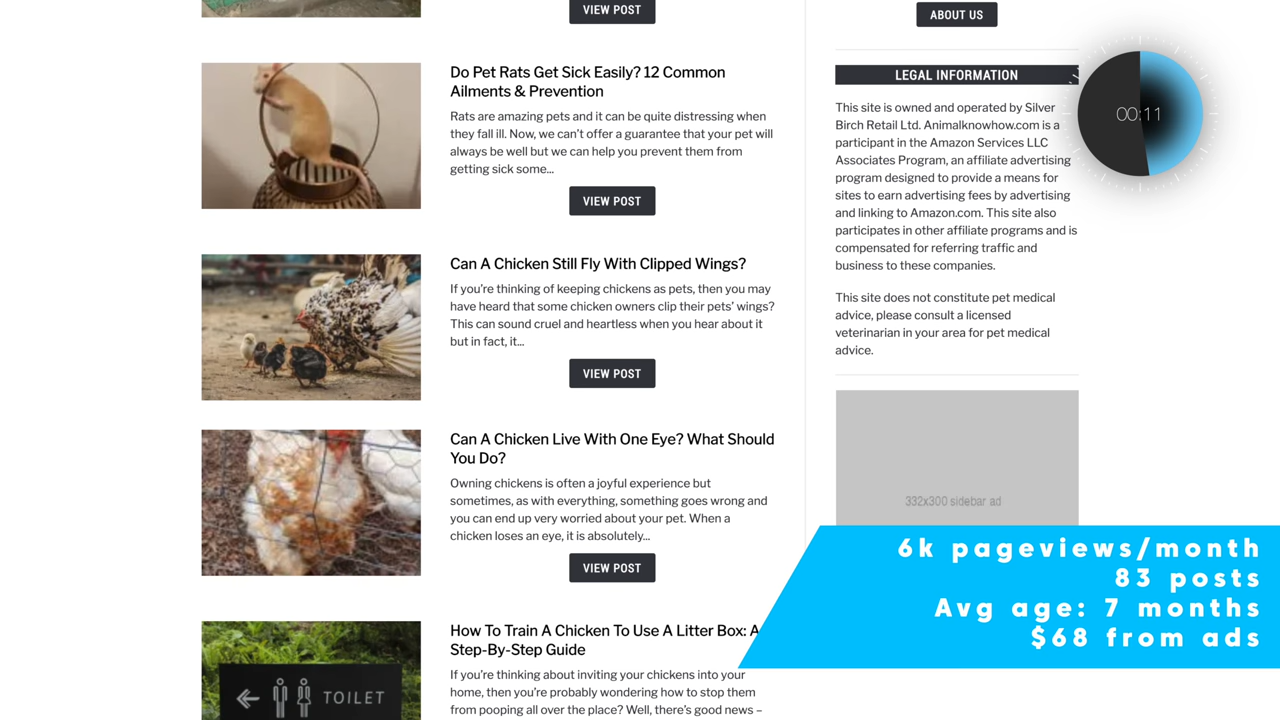 VIEW POST
Do Pet Rats Get Sick Easily? 12 Common
Ailments & Prevention
Rats are amazing pets and it can be quite distressing when
they fall ill. Now, we can’t offer a guarantee that your pet will
always be well but we can help you prevent them from
getting sick some...
VIEW POST
Can A Chicken Still Fly With Clipped Wings?
If you’re thinking of keeping chickens as pets, then you may
have heard that some chicken owners clip their pets’ wings?
This can sound cruel and heartless when you hear about it
but in fact, it...
VIEW POST
Can A Chicken Live With One Eye? What Should
You Do?
Owning chickens is often a joyful experience but
sometimes, as with everything, something goes wrong and
you can end up very worried about your pet. When a
chicken loses an eye, it is absolutely...
VIEW POST
How To Train A Chicken To Use A Litter Box: A
Step-By-Step Guide
If you’re thinking about inviting your chickens into your
home, then you’re probably wondering how to stop them
from pooping all over the place? Well, there’s good news –
TOILET
ABOUT US
LEGAL INFORMATION
This site is owned and operated by Silver
Birch Retail Ltd. Animalknowhow.com is a
participant in the Amazon Services LLC
Associates Program, an affiliate advertising
program designed to provide a means for
sites to earn advertising fees by advertising
and linking to Amazon.com. This site also
participates in other affiliate programs and is
compensated for referring traffic and
business to these companies.
This site does not constitute pet medical
advice, please consult a licensed
veterinarian in your area for pet medical
advice.
332x300 sidebar ad
00:11
6k pageviews/month
83 posts
Avg age: 7 months
$68 from ads